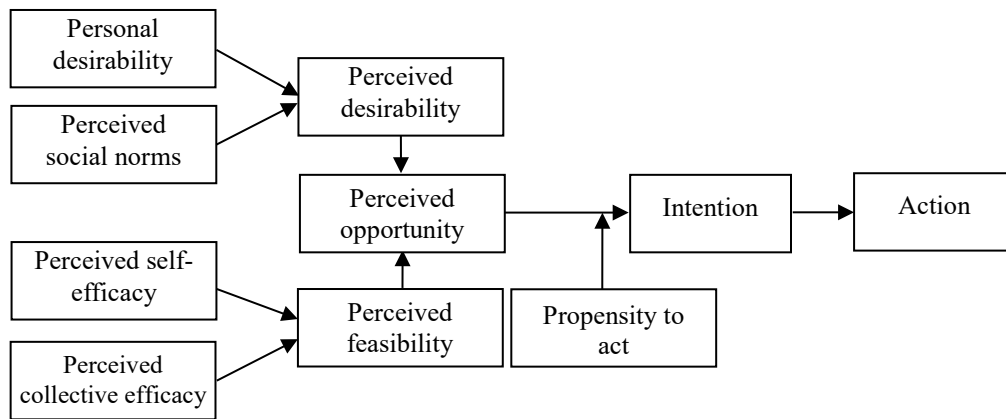 Personal
desirability
Perceived
social norms
Perceived
desirability
Perceived
opportunity
Intention
Action
Perceived self-
efficacy
Perceived
collective efficacy
Perceived
feasibility
Propensity to
act